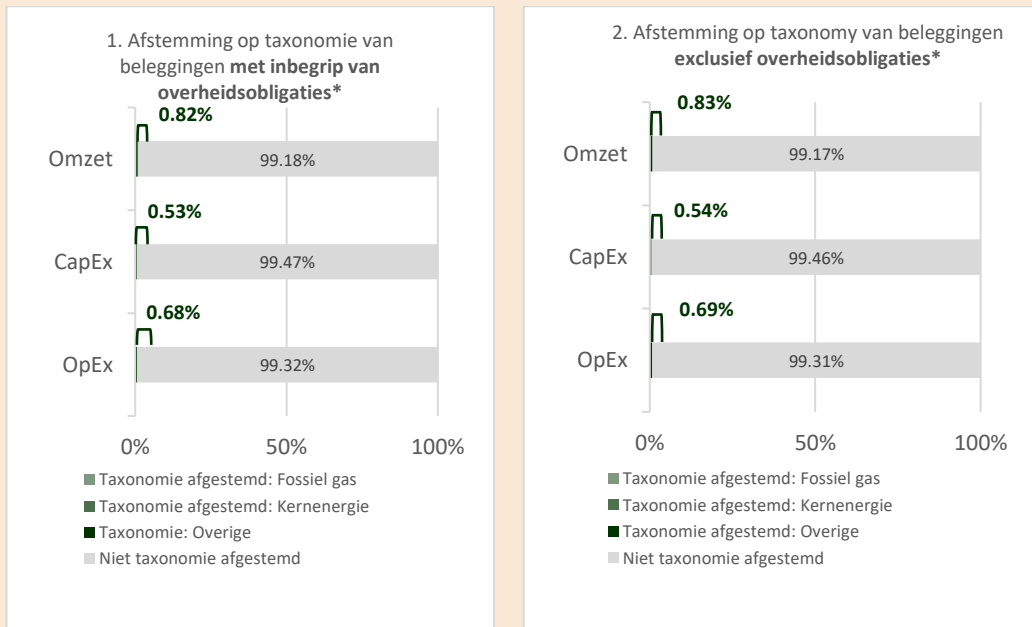 1. Afstemming op taxonomie van
beleggingen met inbegrip van
overheidsobligaties*
0.82%
Omzet
99.18%
0.53%
CapEx
99.47%
0.68%
OpEx
99.32%
0%
50%
100%
Taxonomie afgestemd: Fossiel gas
Taxonomie afgestemd: Kernenergie
Taxonomie: Overige
Niet taxonomie afgestemd
2. Afstemming op taxonomy van beleggingen
exclusief overheidsobligaties*
0.83%
Omzet
99.17%
0.54%
CapEx
99.46%
0.69%
OpEx
99.31%
0%
50%
100%
Taxonomie afgestemd: Fossiel gas
Taxonomie afgestemd: Kernenergie
Taxonomie afgestemd: Overige
Niet taxonomie afgestemd